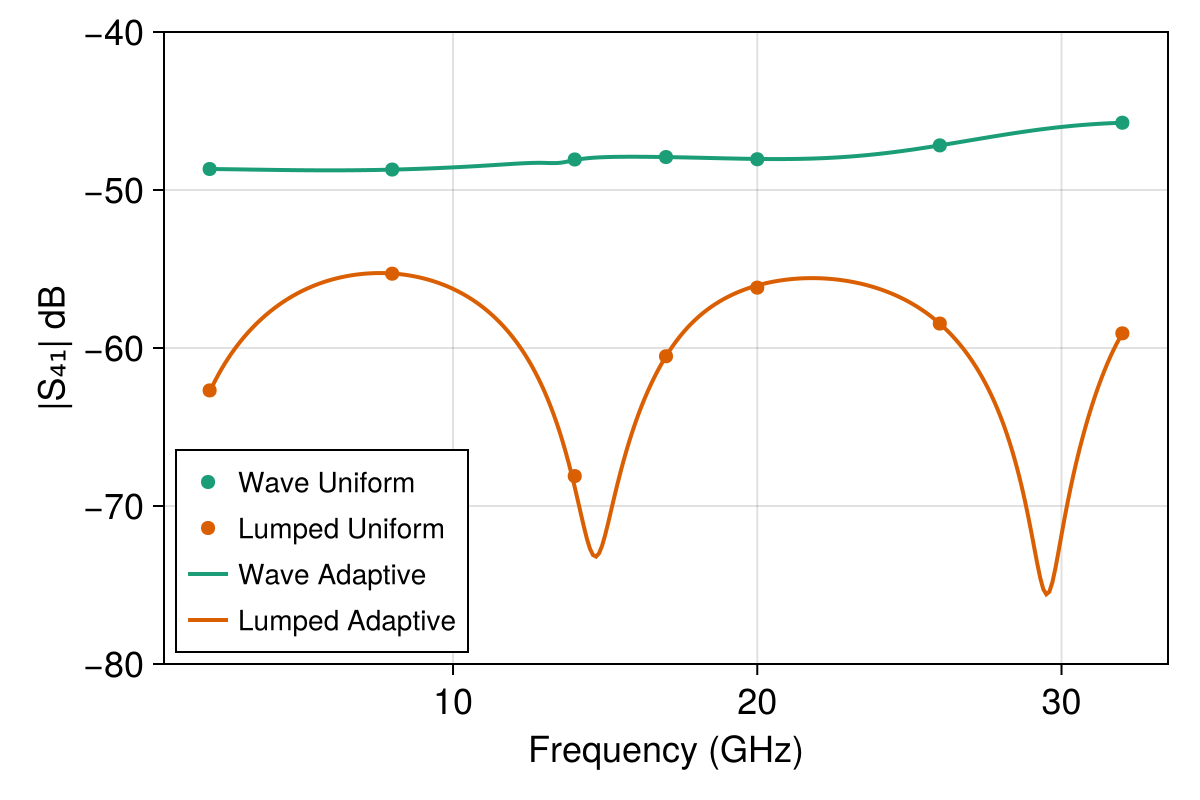 −40
−50
−60
−70
−80
|S₄₁| dB
Wave Uniform
Lumped Uniform
Wave Adaptive
Lumped Adaptive
10 20 30
Frequency (GHz)